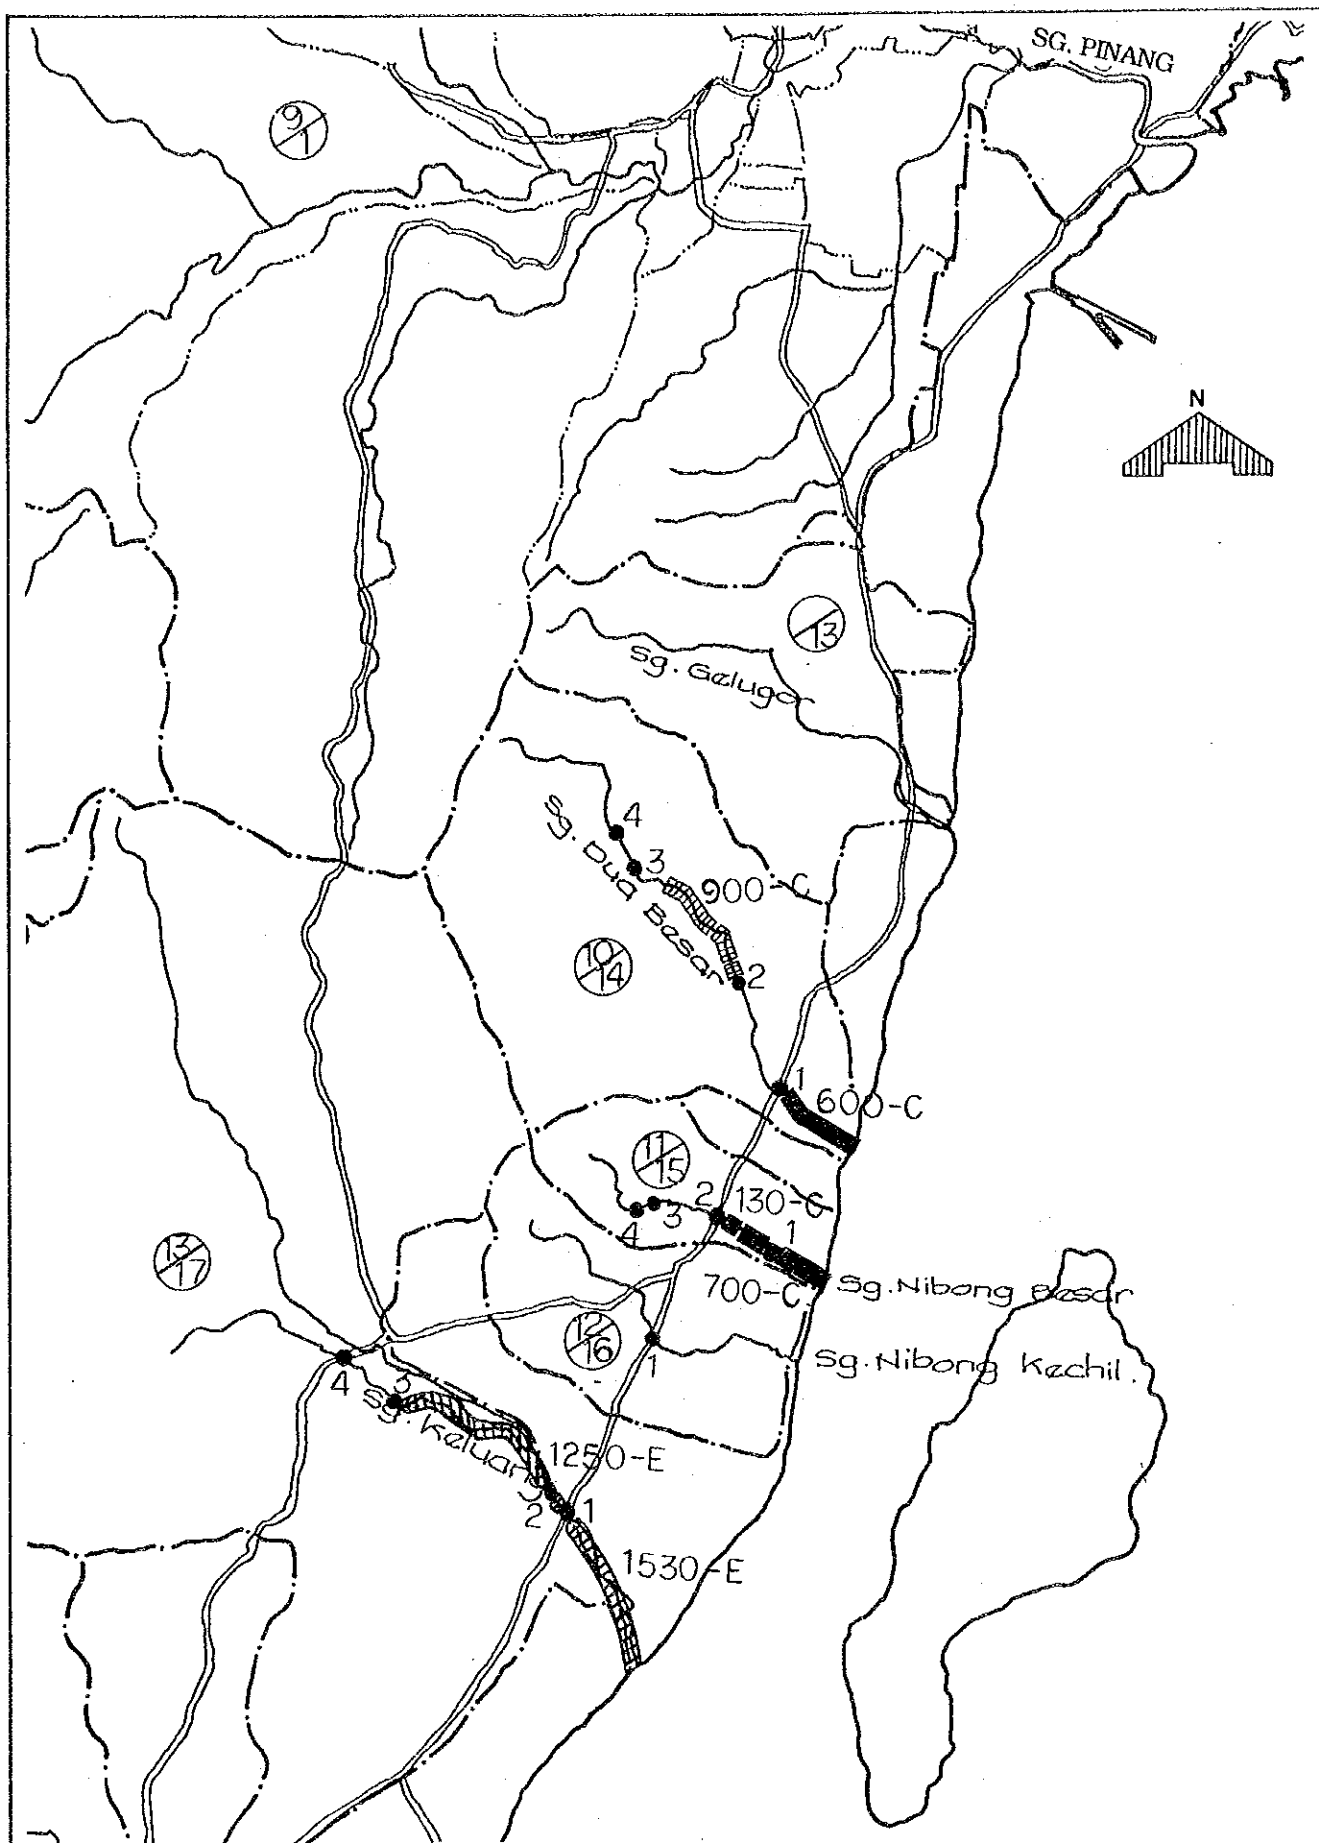 SG. PINANG
9
1
N
13
Sg. Gelugor
4
3
900-C
Sg. Dua Besar
10
14
2
1
600-C
11
15
2
130-C
3
4
1
700-C
Sg. Nibong Besar
13
17
12
16
1
Sg. Nibong Kechil.
4
3
Sg. Keluang
1250-E
2
1
1530-E